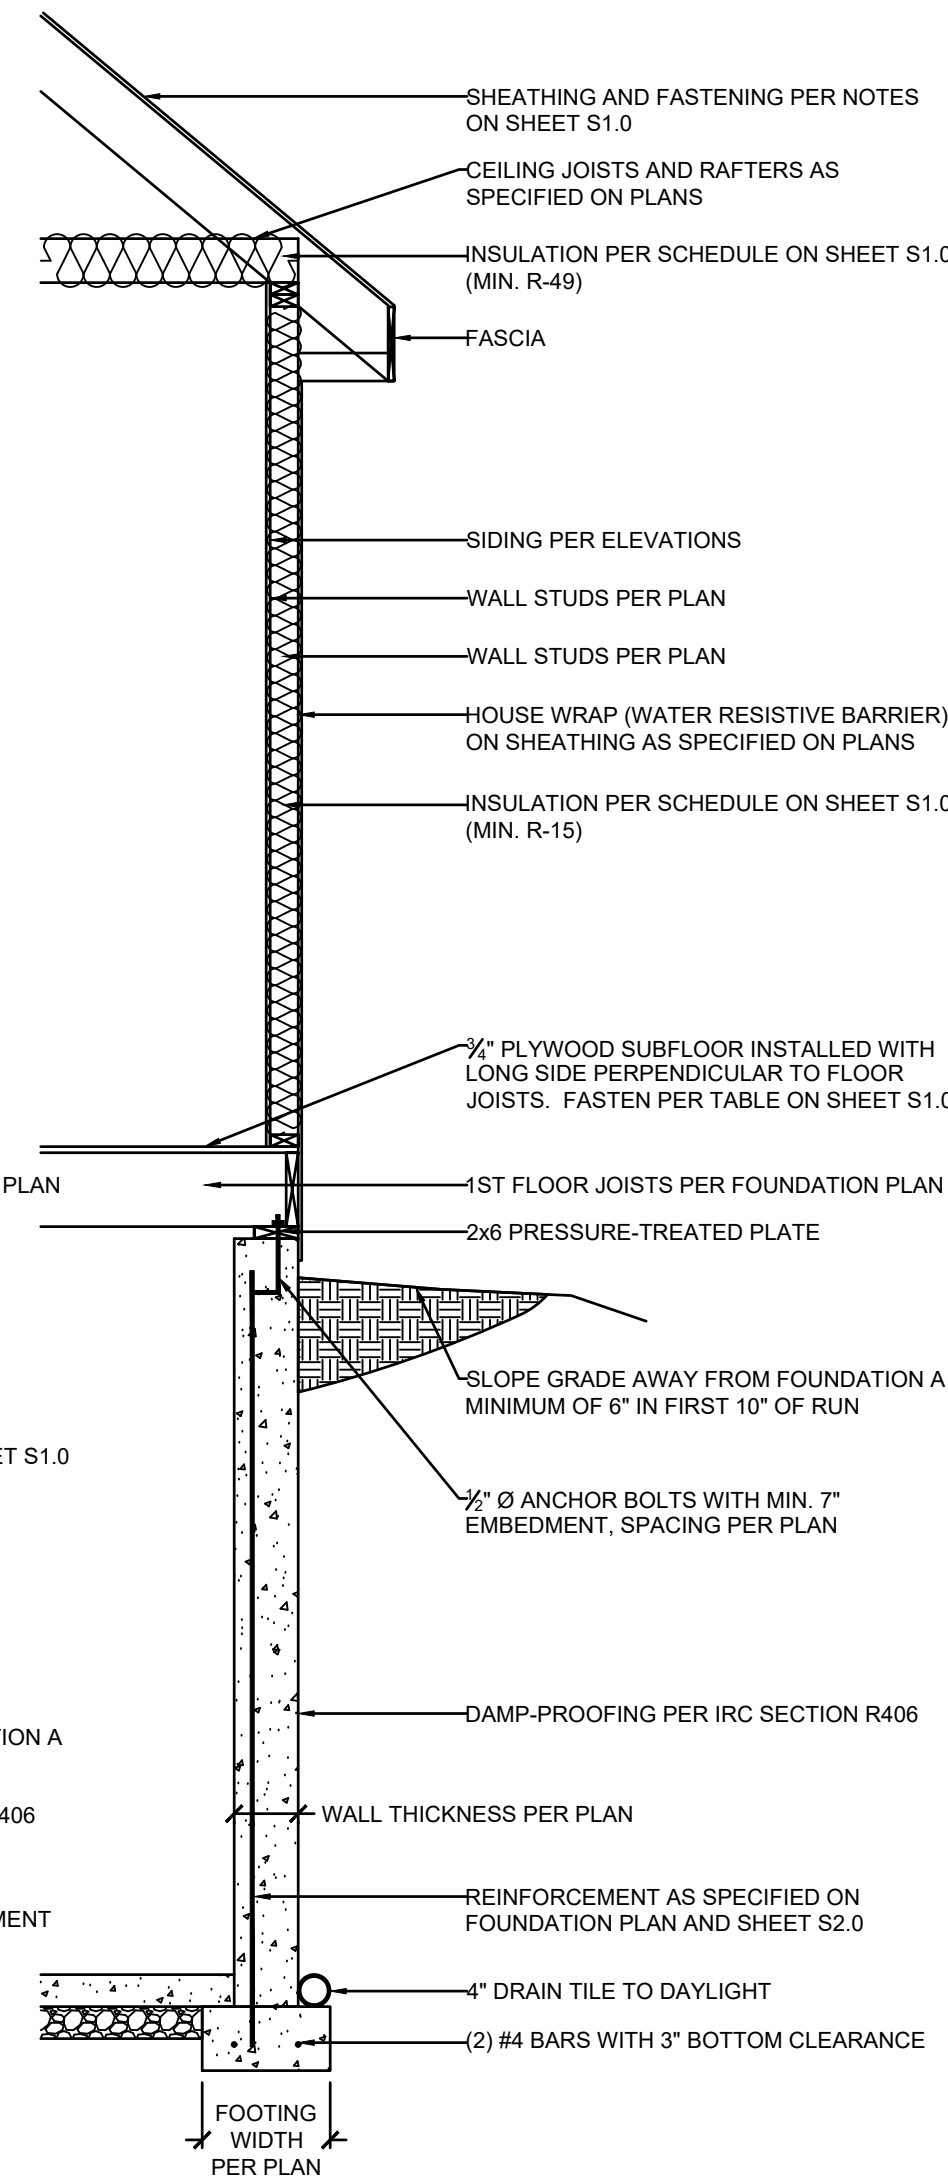 SHEATHING AND FASTENING PER NOTES
ON SHEET S1.0
CEILING JOISTS AND RAFTERS AS
SPECIFIED ON PLANS
INSULATION PER SCHEDULE ON SHEET S1.0
(MIN. R-49)
FASCIA
SIDING PER ELEVATIONS
WALL STUDS PER PLAN
WALL STUDS PER PLAN
HOUSE WRAP (WATER RESISTIVE BARRIER)
ON SHEATHING AS SPECIFIED ON PLANS
INSULATION PER SCHEDULE ON SHEET S1.0
(MIN. R-15)
3/4" PLYWOOD SUBFLOOR INSTALLED WITH
LONG SIDE PERPENDICULAR TO FLOOR
JOISTS. FASTEN PER TABLE ON SHEET S1.0
PLAN
1ST FLOOR JOISTS PER FOUNDATION PLAN
2x6 PRESSURE-TREATED PLATE
SLOPE GRADE AWAY FROM FOUNDATION A
MINIMUM OF 6" IN FIRST 10" OF RUN
ET S1.0
1/2" Ø ANCHOR BOLTS WITH MIN. 7"
EMBEDMENT, SPACING PER PLAN
DAMP-PROOFING PER IRC SECTION R406
TION A
406
WALL THICKNESS PER PLAN
REINFORCEMENT AS SPECIFIED ON
FOUNDATION PLAN AND SHEET S2.0
MENT
4" DRAIN TILE TO DAYLIGHT
(2) #4 BARS WITH 3" BOTTOM CLEARANCE
FOOTING
WIDTH
PER PLAN